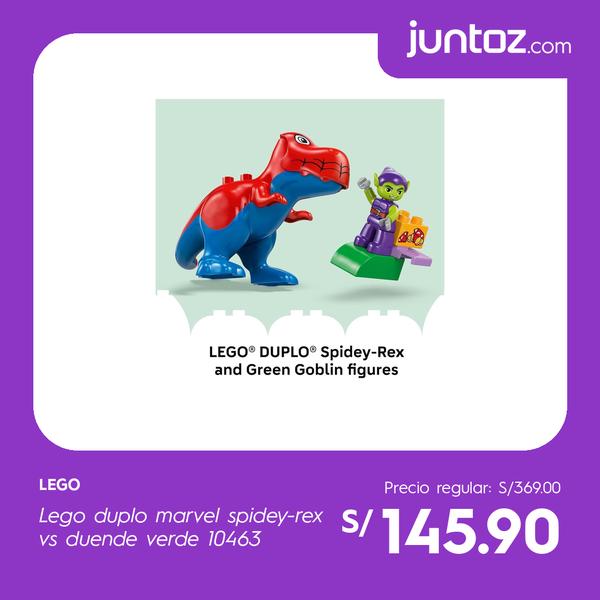 juntoz.com
LEGO® DUPLO® Spidey-Rex
and Green Goblin figures
LEGO
Lego duplo marvel spidey-rex
vs duende verde 10463
Precio regular: S/369.00
S/145.90